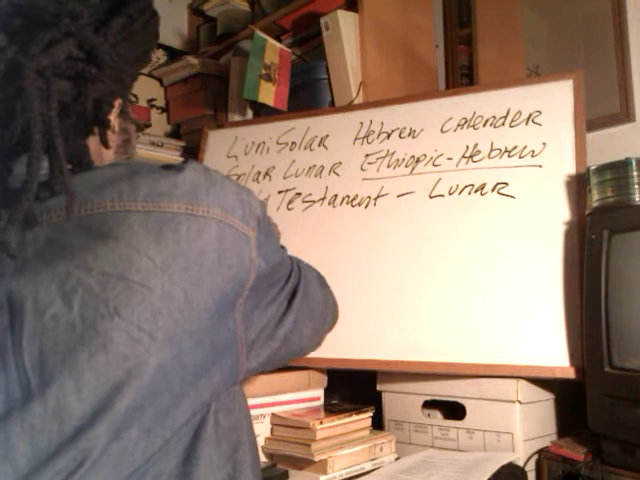 LuniSolar Hebrew CALENDER
Solar Lunar Ethiopic-Hebrew
Testament - Lunar